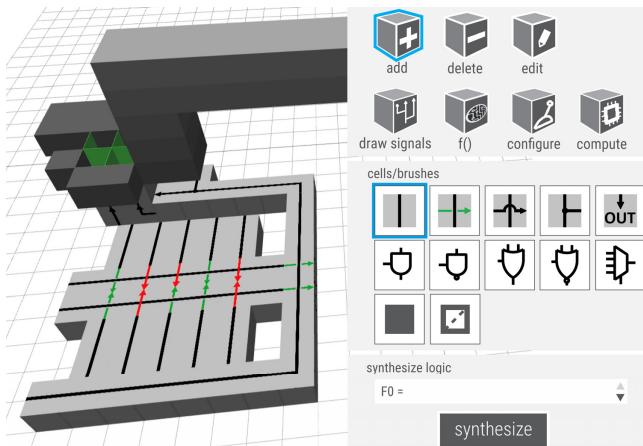 add delete edit
draw signals f() configure compute
cells/brushes
OUT
synthesize logic
F0 =
synthesize